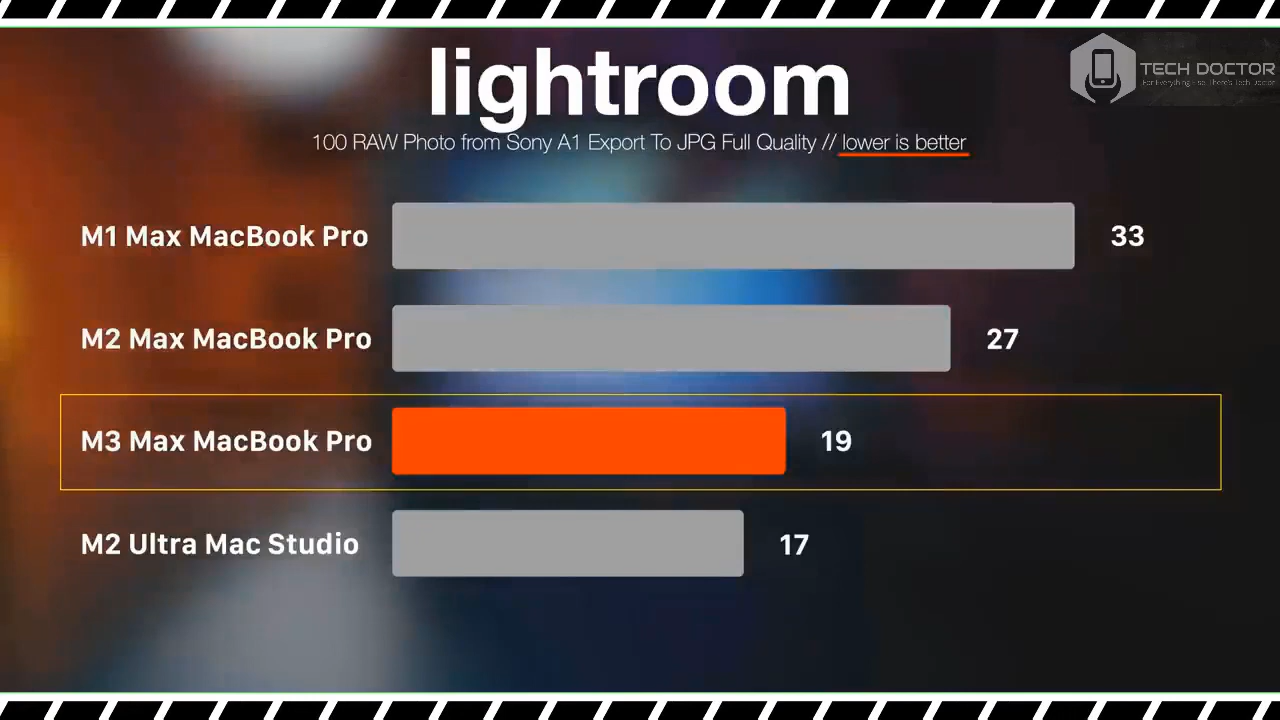 lightroom
TECH DOCTOR
100 RAW Photo from Sony A1 Export To JPG Full Quality // lower is better
M1 Max MacBook Pro 33
M2 Max MacBook Pro 27
M3 Max MacBook Pro 19
M2 Ultra Mac Studio 17